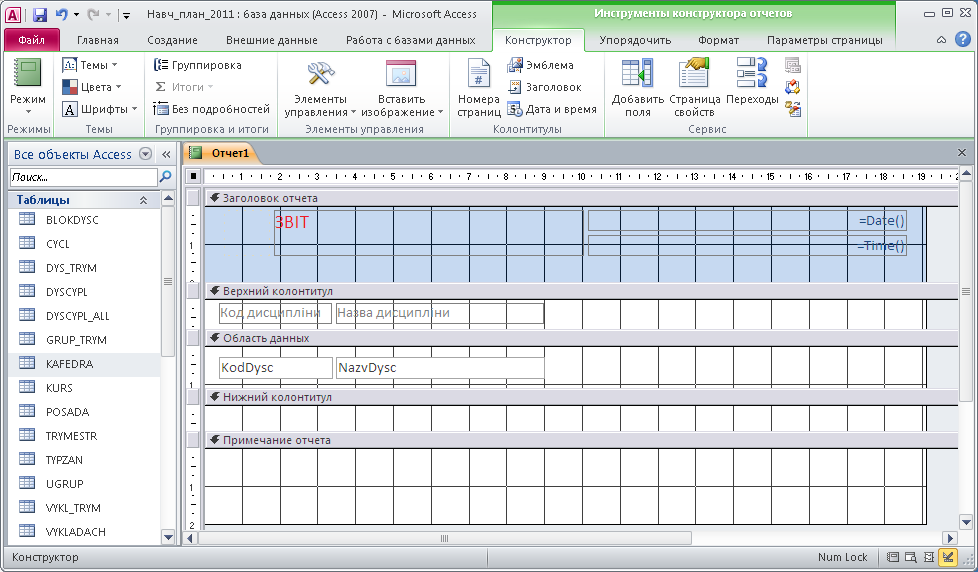 Навч_план_2011 : база данных (Access 2007) - Microsoft Access
Инструменты конструктора отчетов
Файл Главная Создание Внешние данные Работа с базами данных Конструктор Упорядочить Формат Параметры страницы
Режим
Режимы
Темы
Цвета
Шрифты
Темы
Группировка
Σ Итоги
Без подробностей
Группировка и итоги
Элементы управления
Вставить изображение
Элементы управления
Номера страниц
Эмблема
Заголовок
Дата и время
Колонтитулы
Добавить поля
Страница свойств
Переходы
Сервис
Все объекты Access
Поиск...
Таблицы
BLOKDYSC
CYCL
DYS_TRYM
DYSCYPL
DYSCYPL_ALL
GRUP_TRYM
KAFEDRA
KURS
POSADA
TRYMESTR
TYPZAN
UGRUP
VYKL_TRYM
VYKLADACH
Отчет1
1 2 3 4 5 6 7 8 9 10 11 12 13 14 15 16 17 18 19
Заголовок отчета
ЗВІТ
=Date()
1
=Time()
Верхний колонтитул
Код дисципліни Назва дисципліни
Область данных
KodDysc NazvDysc
1
Нижний колонтитул
Примечание отчета
1
2
Конструктор
Num Lock